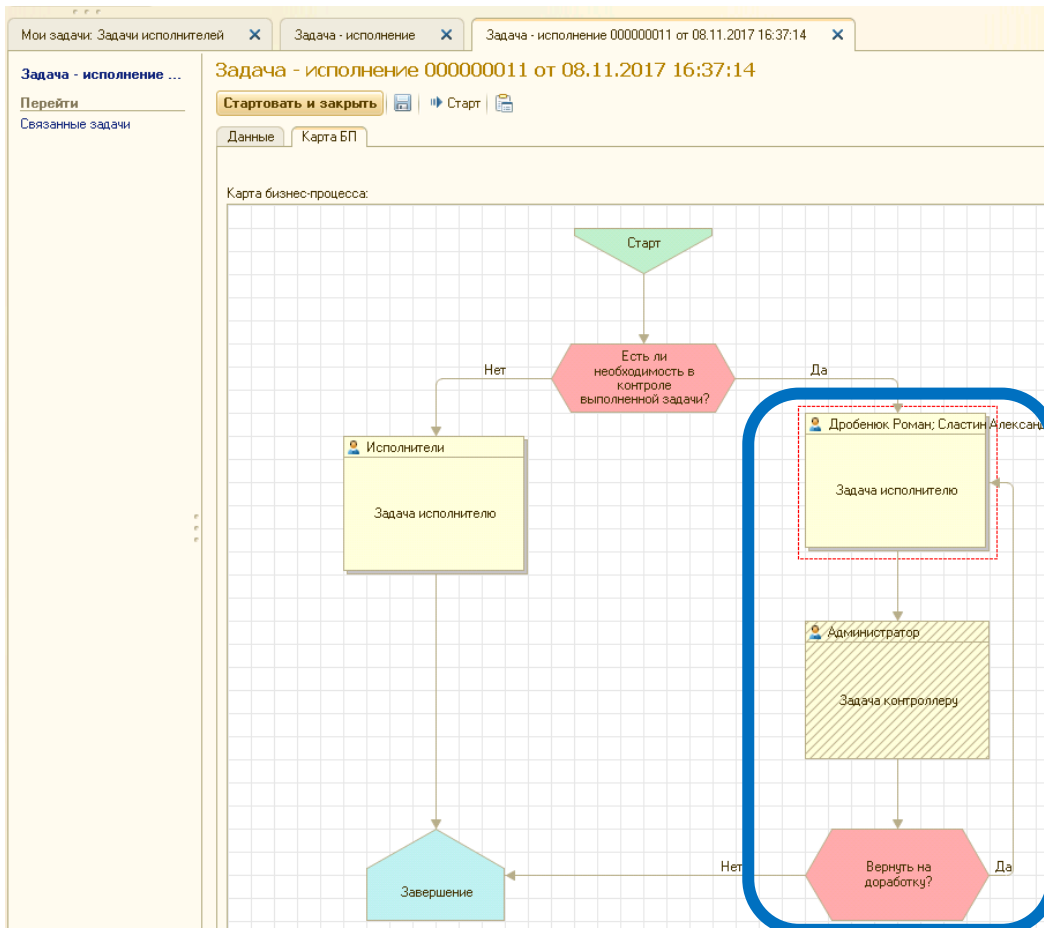 Мои задачи: Задачи исполнителей
Задача - исполнение
Задача - исполнение 000000011 от 08.11.2017 16:37:14
Задача - исполнение ...
Перейти
Связанные задачи
Задача - исполнение 000000011 от 08.11.2017 16:37:14
Стартовать и закрыть
Старт
Данные
Карта БП
Карта бизнес-процесса:
Старт
Есть ли
необходимость в
контроле
выполненной задачи?
Нет
Да
Исполнители
Задача исполнителю
Дробенюк Роман; Сластин Александ
Задача исполнителю
Администратор
Задача контроллеру
Вернуть на
доработку?
Нет
Да
Завершение